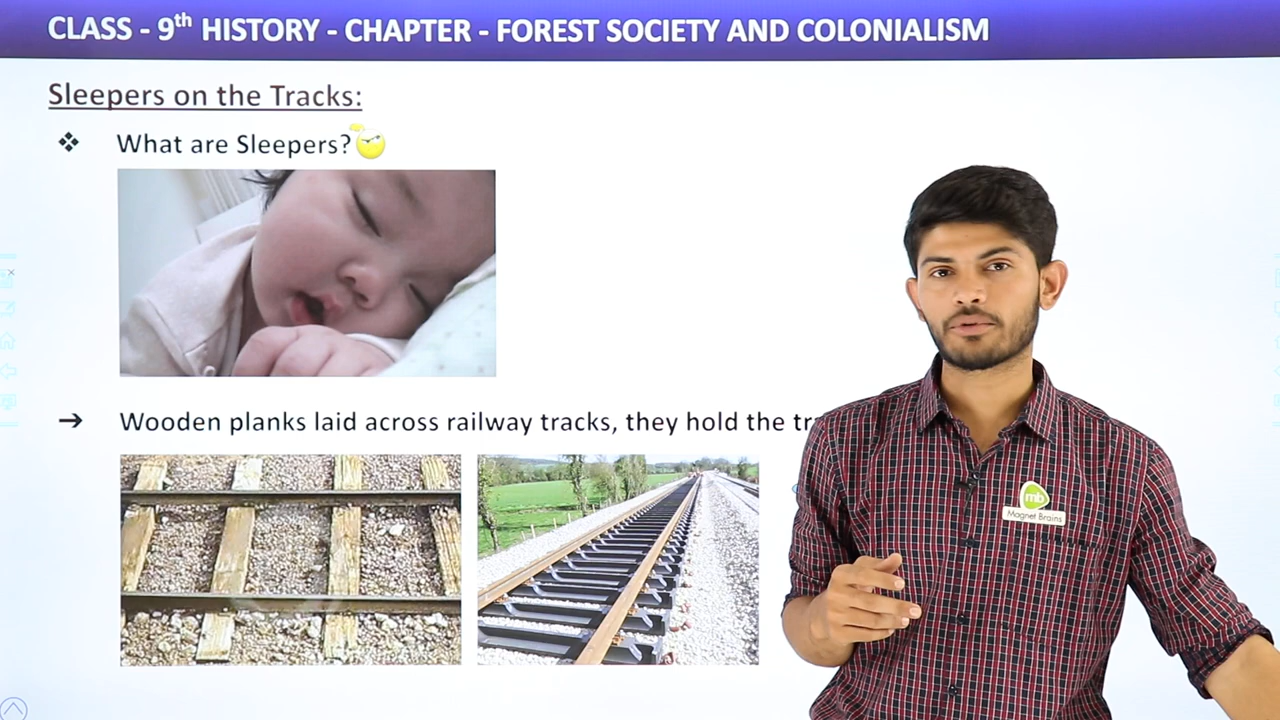 CLASS - 9th HISTORY - CHAPTER - FOREST SOCIETY AND COLONIALISM
Sleepers on the Tracks:
❖ What are Sleepers?
→ Wooden planks laid across railway tracks, they hold the
mb
Magnet Brains